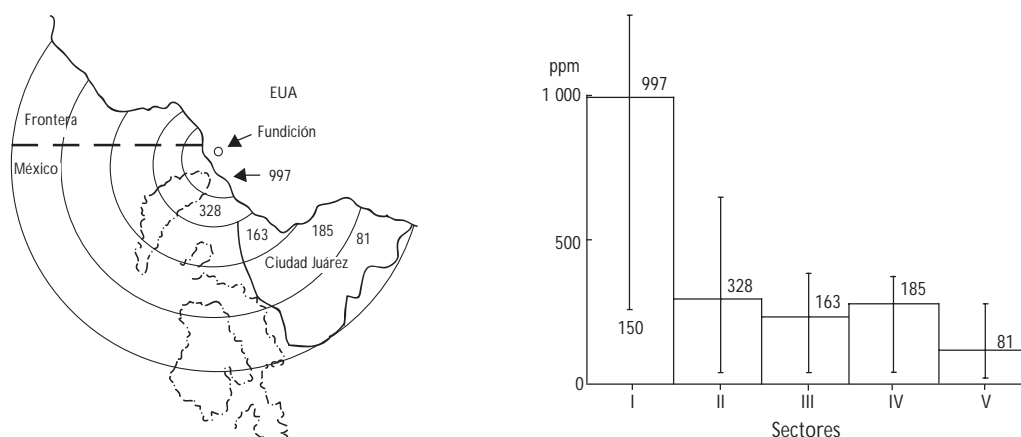 EUA
Frontera
Fundición
México
997
328
163
185
81
Ciudad Juárez
ppm
1 000
500
0
997
150
328
163
185
81
I II III IV V
Sectores